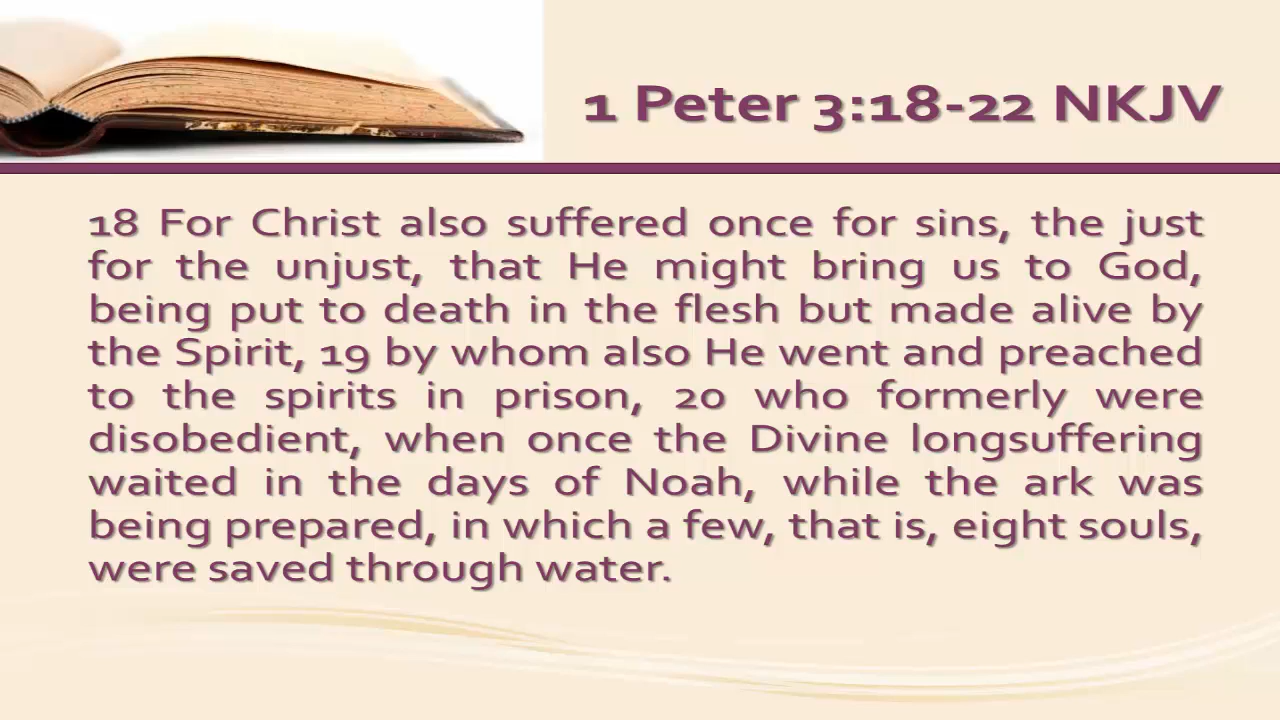 1 Peter 3:18-22 NKJV
18 For Christ also suffered once for sins, the just
for the unjust, that He might bring us to God,
being put to death in the flesh but made alive by
the Spirit, 19 by whom also He went and preached
to the spirits in prison, 20 who formerly were
disobedient, when once the Divine longsuffering
waited in the days of Noah, while the ark was
being prepared, in which a few, that is, eight souls,
were saved through water.